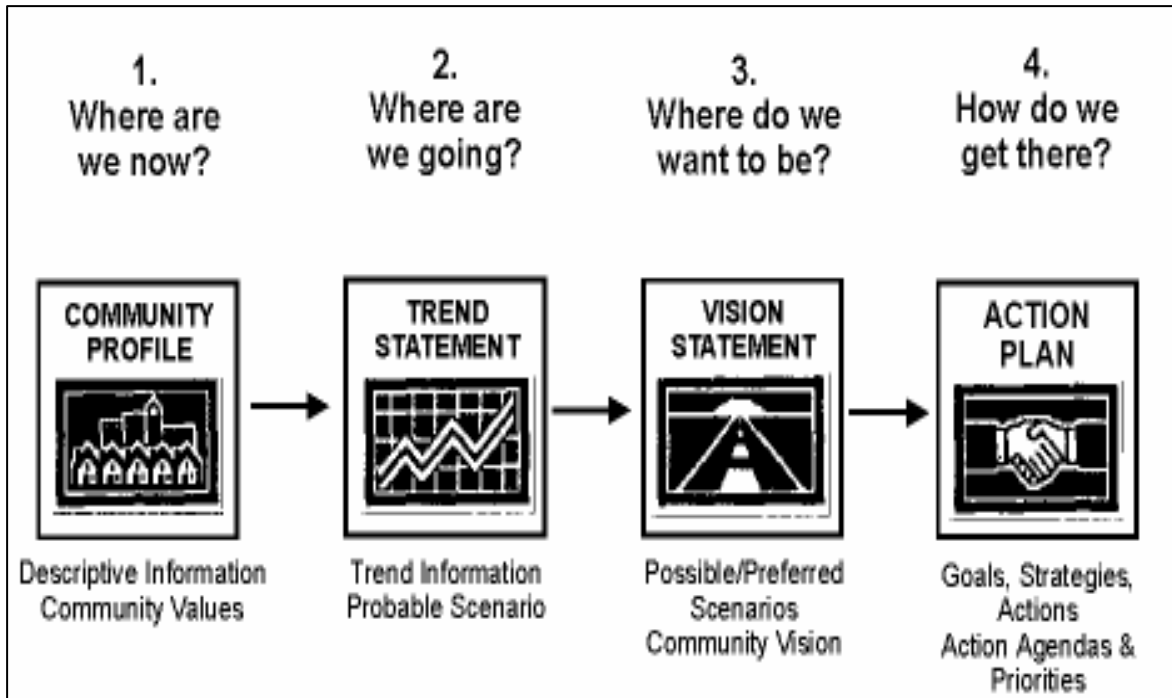 1.
Where are
we now?
2.
Where are
we going?
3.
Where do we
want to be?
4.
How do we
get there?
COMMUNITY
PROFILE
TREND
STATEMENT
VISION
STATEMENT
ACTION
PLAN
Descriptive Information
Community Values
Trend Information
Probable Scenario
Possible/Preferred
Scenarios
Community Vision
Goals, Strategies,
Actions
Action Agendas &
Priorities